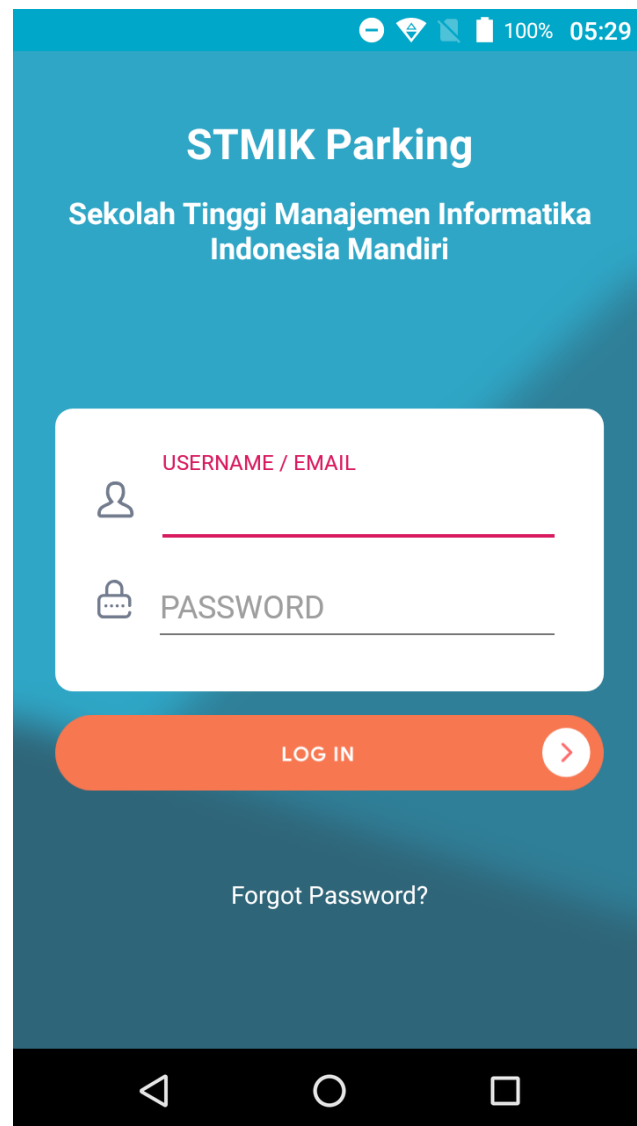 100% 05:29
STMIK Parking
Sekolah Tinggi Manajemen Informatika
Indonesia Mandiri
USERNAME / EMAIL
PASSWORD
LOG IN
Forgot Password?